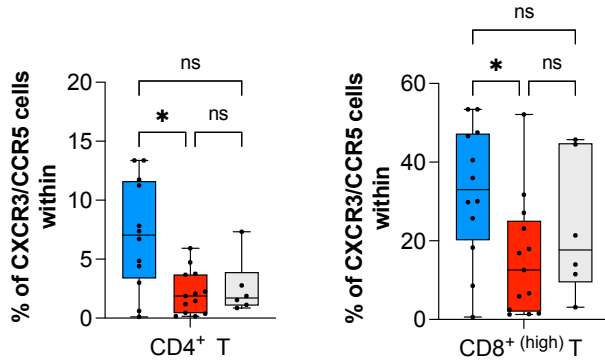 ns
* ns
% of CXCR3/CCR5 cells
within
20
15
10
5
0
CD4⁺ T
ns
* ns
% of CXCR3/CCR5 cells
within
60
40
20
0
CD8⁺ ⁽ʰⁱᵍʰ⁾ T